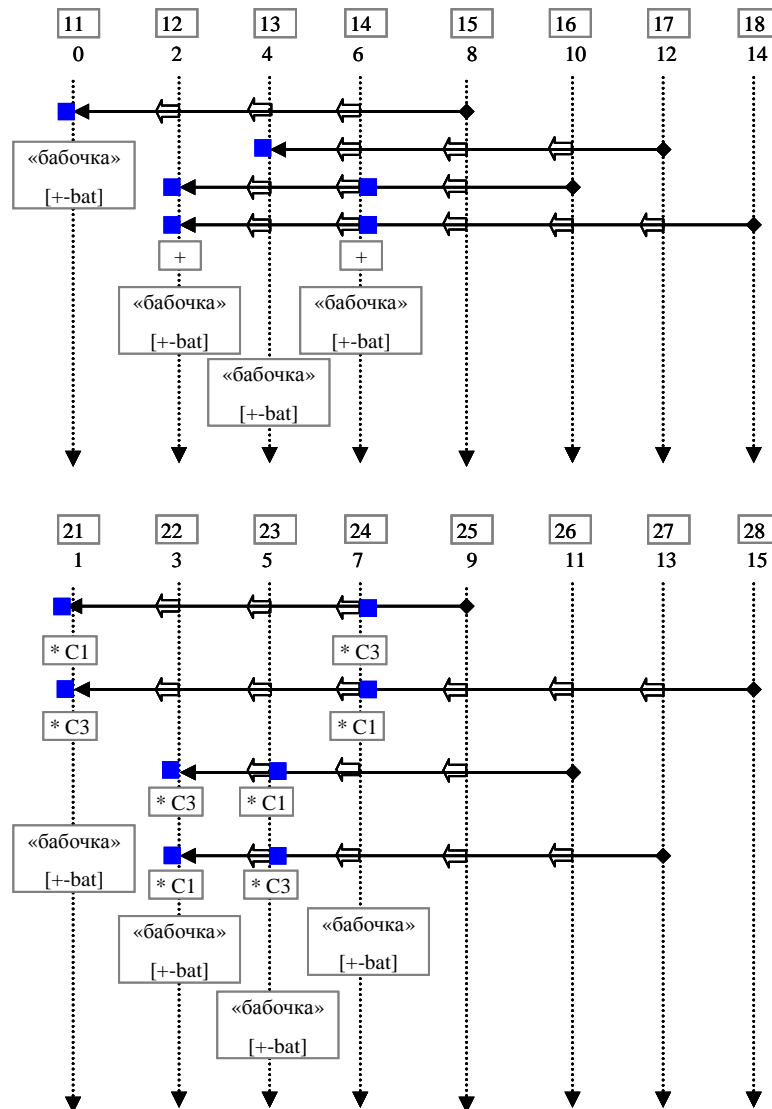 11 12 13 14 15 16 17 18
0 2 4 6 8 10 12 14
«бабочка»
[+-bat]
+ +
«бабочка» «бабочка»
[+-bat] [+-bat]
«бабочка»
[+-bat]
21 22 23 24 25 26 27 28
1 3 5 7 9 11 13 15
* C1 * C3
* C3 * C1
* C3 * C1
«бабочка»
[+-bat]
* C1 * C3
«бабочка» «бабочка»
[+-bat] [+-bat]
«бабочка»
[+-bat]